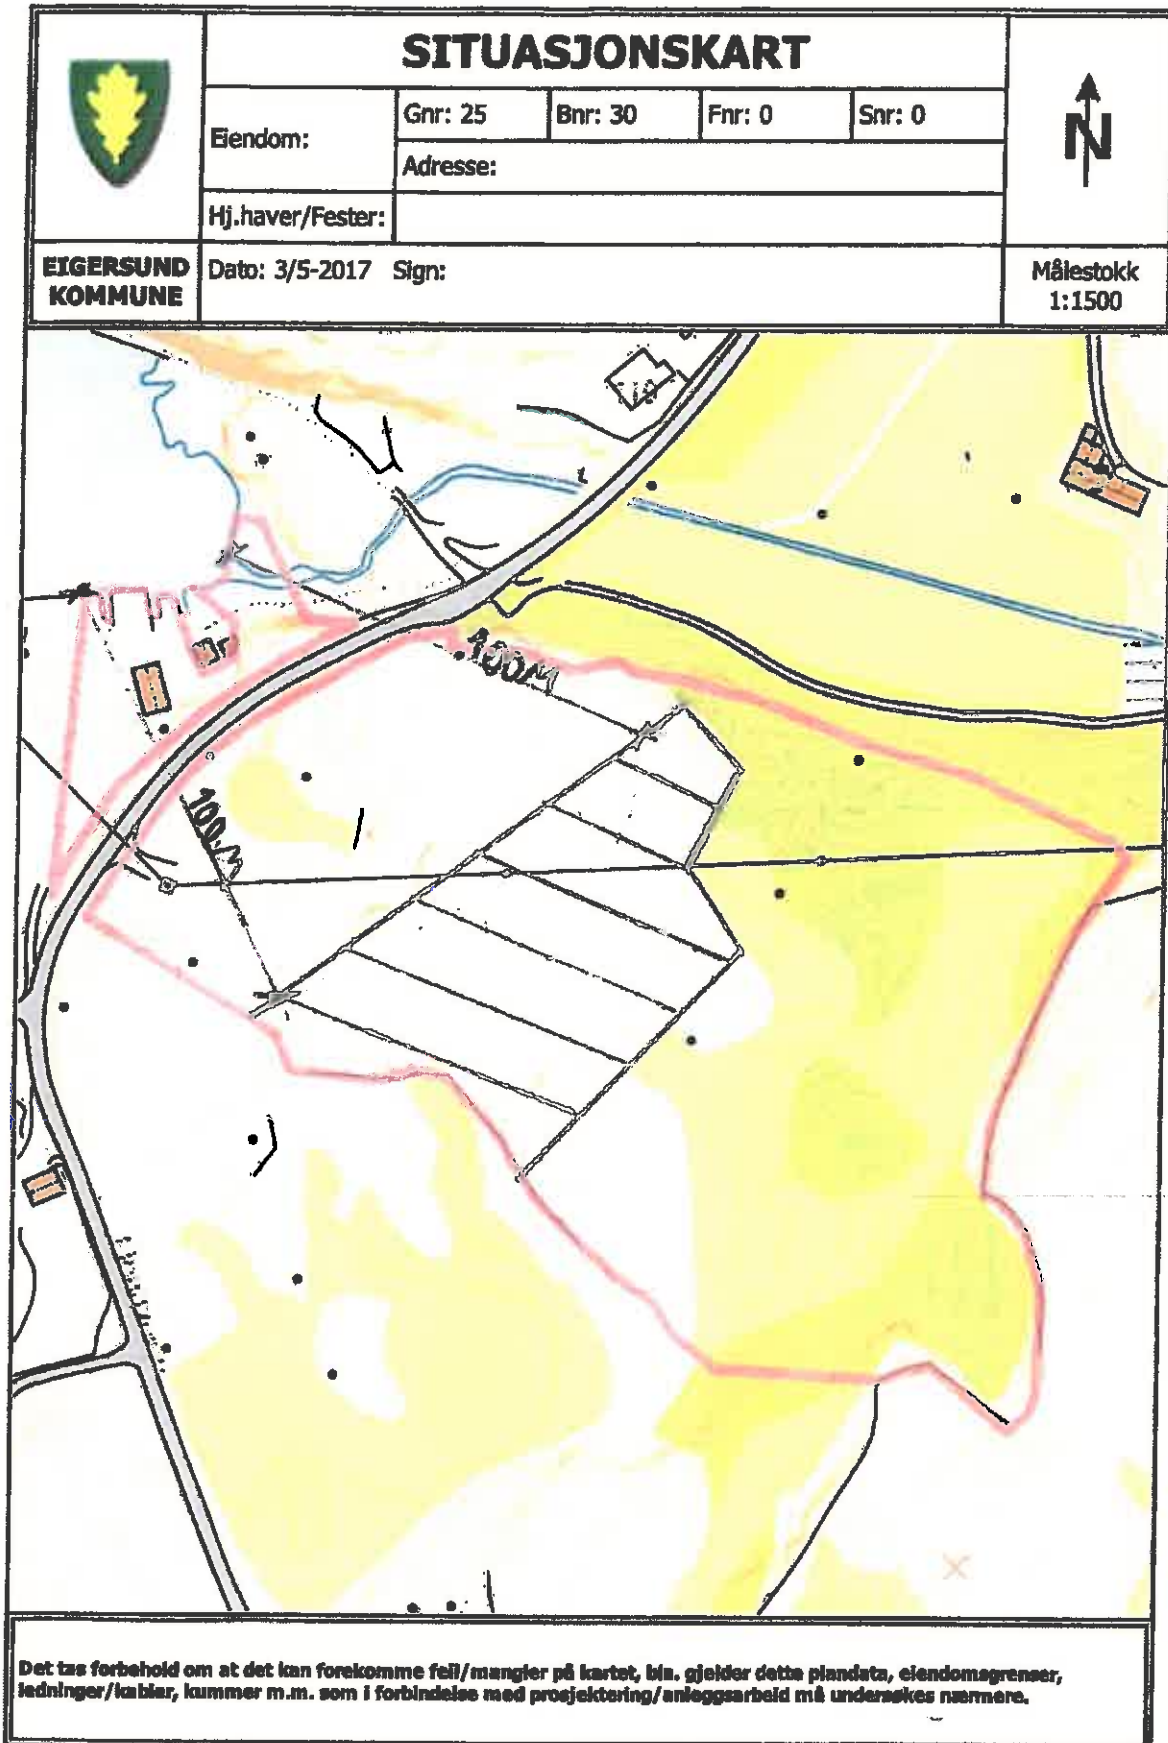 SITUASJONSKART
Eiendom:
Gnr: 25
Bnr: 30
Fnr: 0
Snr: 0
Adresse:
Hj.haver/Fester:
N
EIGERSUND
KOMMUNE
Dato: 3/5-2017 Sign:
Målestokk
1:1500
100M
100M
Det tas forbehold om at det kan forekomme feil/mangler på kartet, bla. gjelder dette plandata, eiendomsgrenser,
ledninger/kabler, kummer m.m. som i forbindelse med prosjektering/anleggsarbeid må undersøkes nærmere.